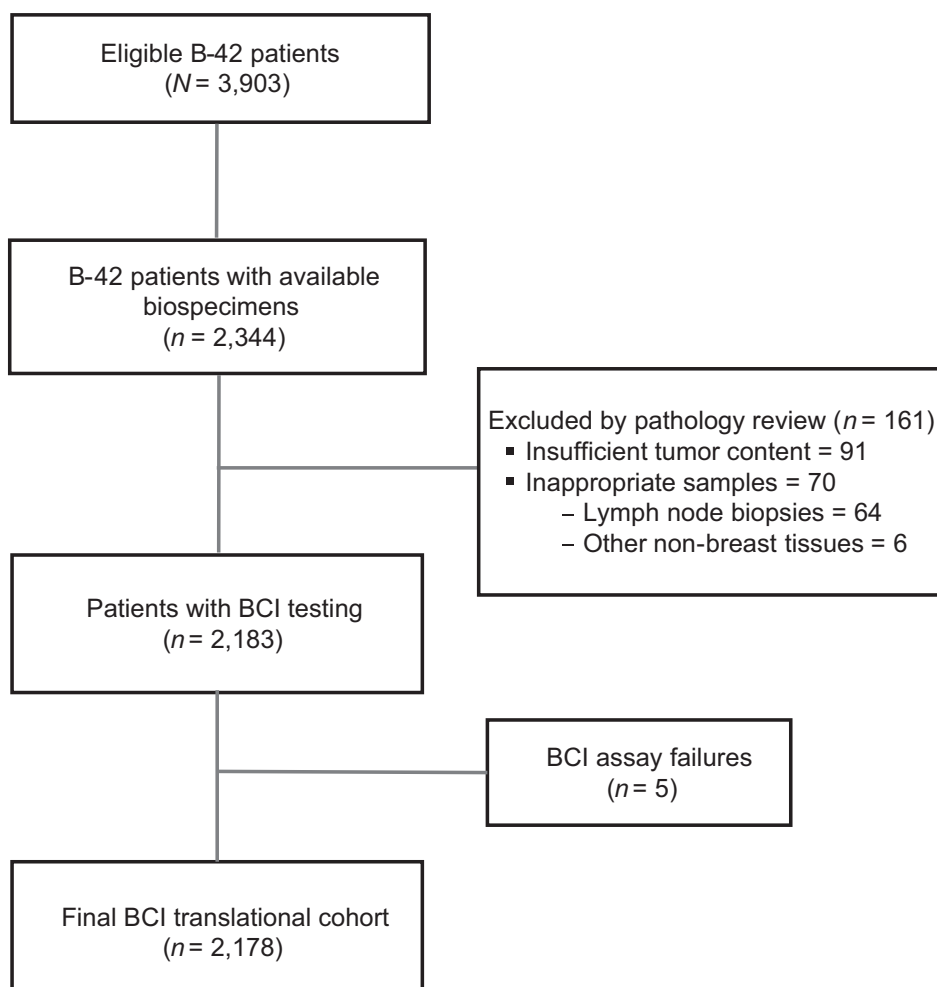 Eligible B-42 patients
(N = 3,903)
B-42 patients with available
biospecimens
(n = 2,344)
Excluded by pathology review (n = 161)
▪ Insufficient tumor content = 91
▪ Inappropriate samples = 70
– Lymph node biopsies = 64
– Other non-breast tissues = 6
Patients with BCI testing
(n = 2,183)
BCI assay failures
(n = 5)
Final BCI translational cohort
(n = 2,178)